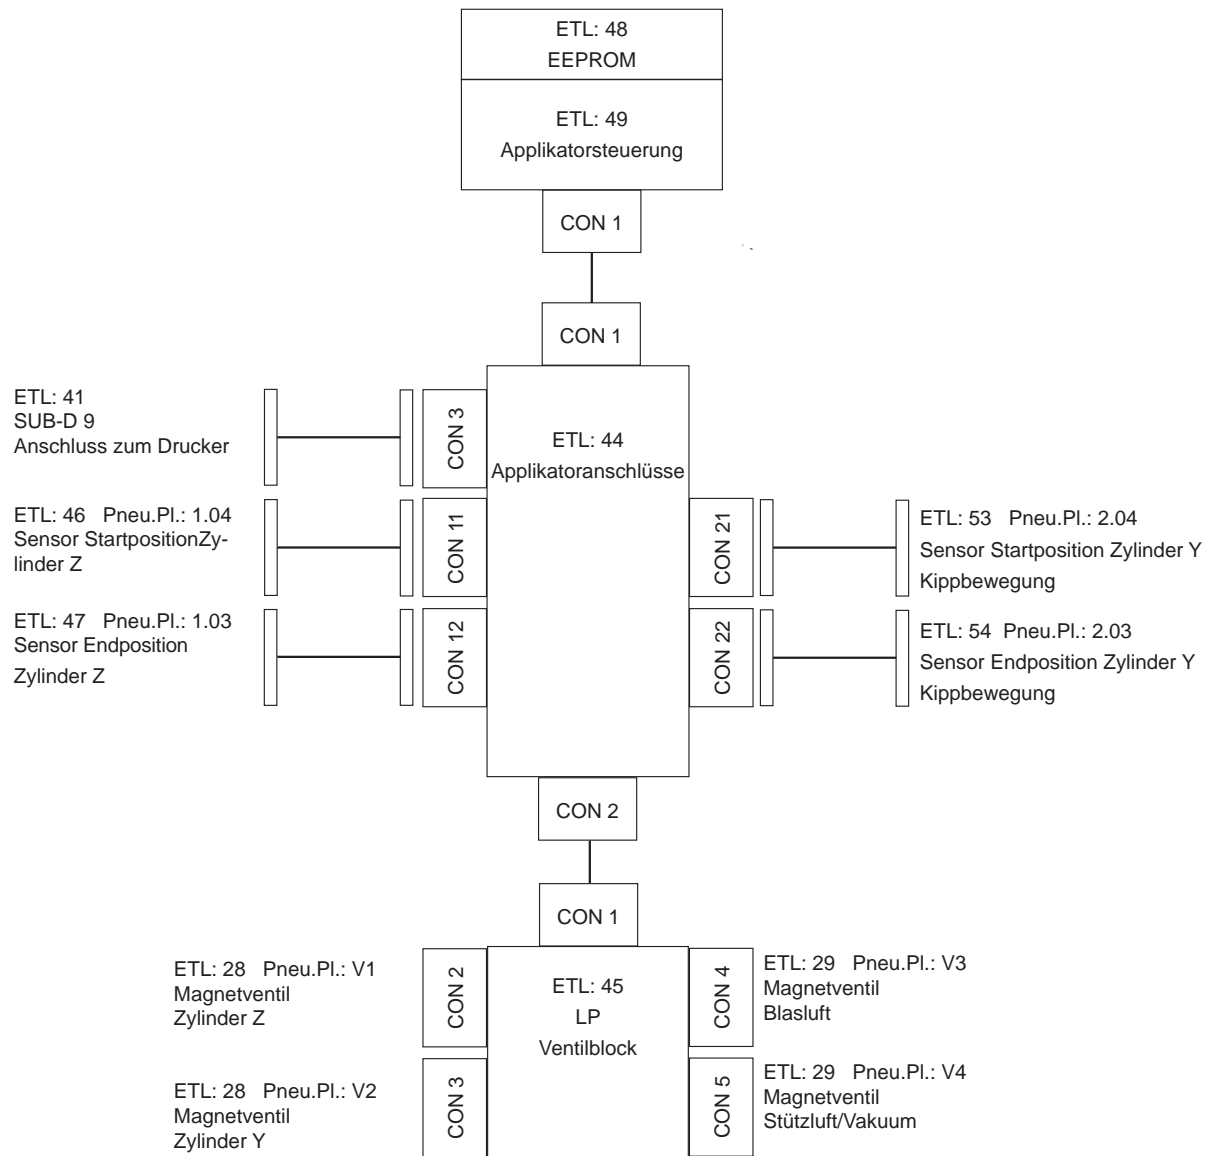 ETL: 48
EEPROM
ETL: 49
Applikatorsteuerung
CON 1
CON 1
ETL: 41
SUB-D 9
Anschluss zum Drucker
CON 3
ETL: 44
Applikatoranschlüsse
ETL: 46 Pneu.Pl.: 1.04
Sensor StartpositionZy-
linder Z
CON 11
CON 21
ETL: 53 Pneu.Pl.: 2.04
Sensor Startposition Zylinder Y
Kippbewegung
ETL: 47 Pneu.Pl.: 1.03
Sensor Endposition
Zylinder Z
CON 12
CON 22
ETL: 54 Pneu.Pl.: 2.03
Sensor Endposition Zylinder Y
Kippbewegung
CON 2
CON 1
ETL: 28 Pneu.Pl.: V1
Magnetventil
Zylinder Z
CON 2
ETL: 45
LP
Ventilblock
CON 4
ETL: 29 Pneu.Pl.: V3
Magnetventil
Blasluft
ETL: 28 Pneu.Pl.: V2
Magnetventil
Zylinder Y
CON 3
CON 5
ETL: 29 Pneu.Pl.: V4
Magnetventil
Stützluft/Vakuum